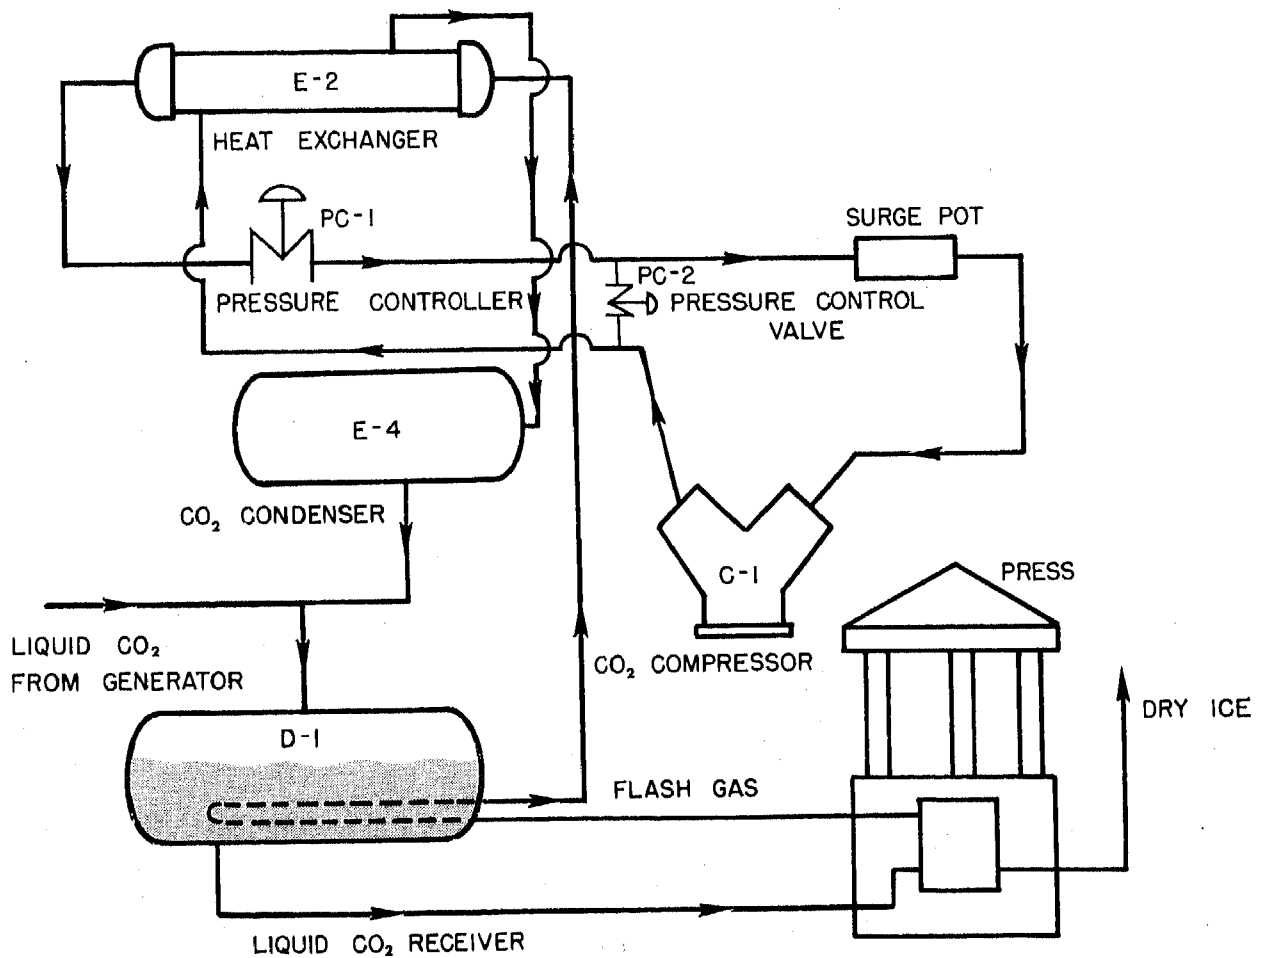 E-2
HEAT EXCHANGER
PC-1
SURGE POT
PC-2
PRESSURE CONTROLLER
PRESSURE CONTROL
VALVE
E-4
CO₂ CONDENSER
C-1
PRESS
LIQUID CO₂
FROM GENERATOR
CO₂ COMPRESSOR
DRY ICE
D-1
FLASH GAS
LIQUID CO₂ RECEIVER